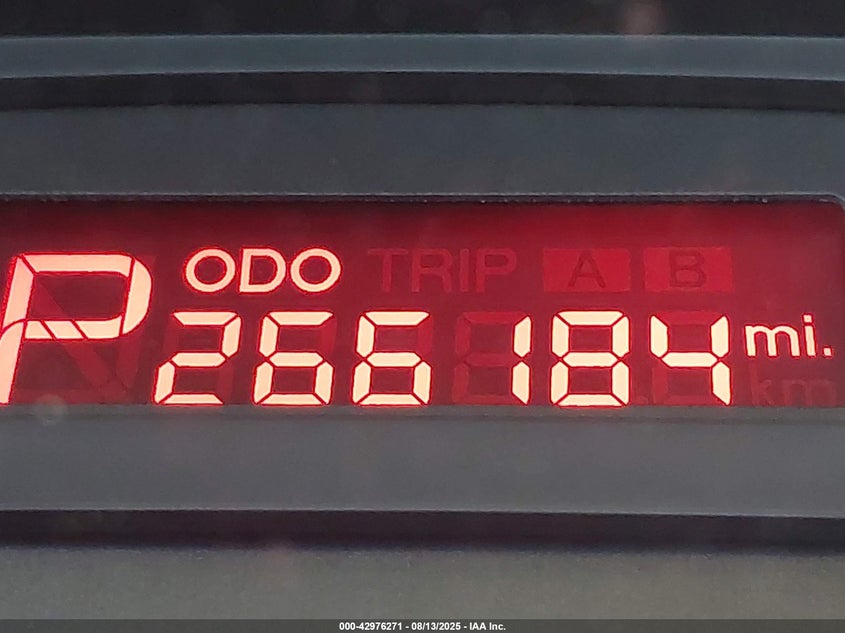 P ODO TRIP A B
266184 mi.
km
000-42976271 - 08/13/2025 - IAA Inc.